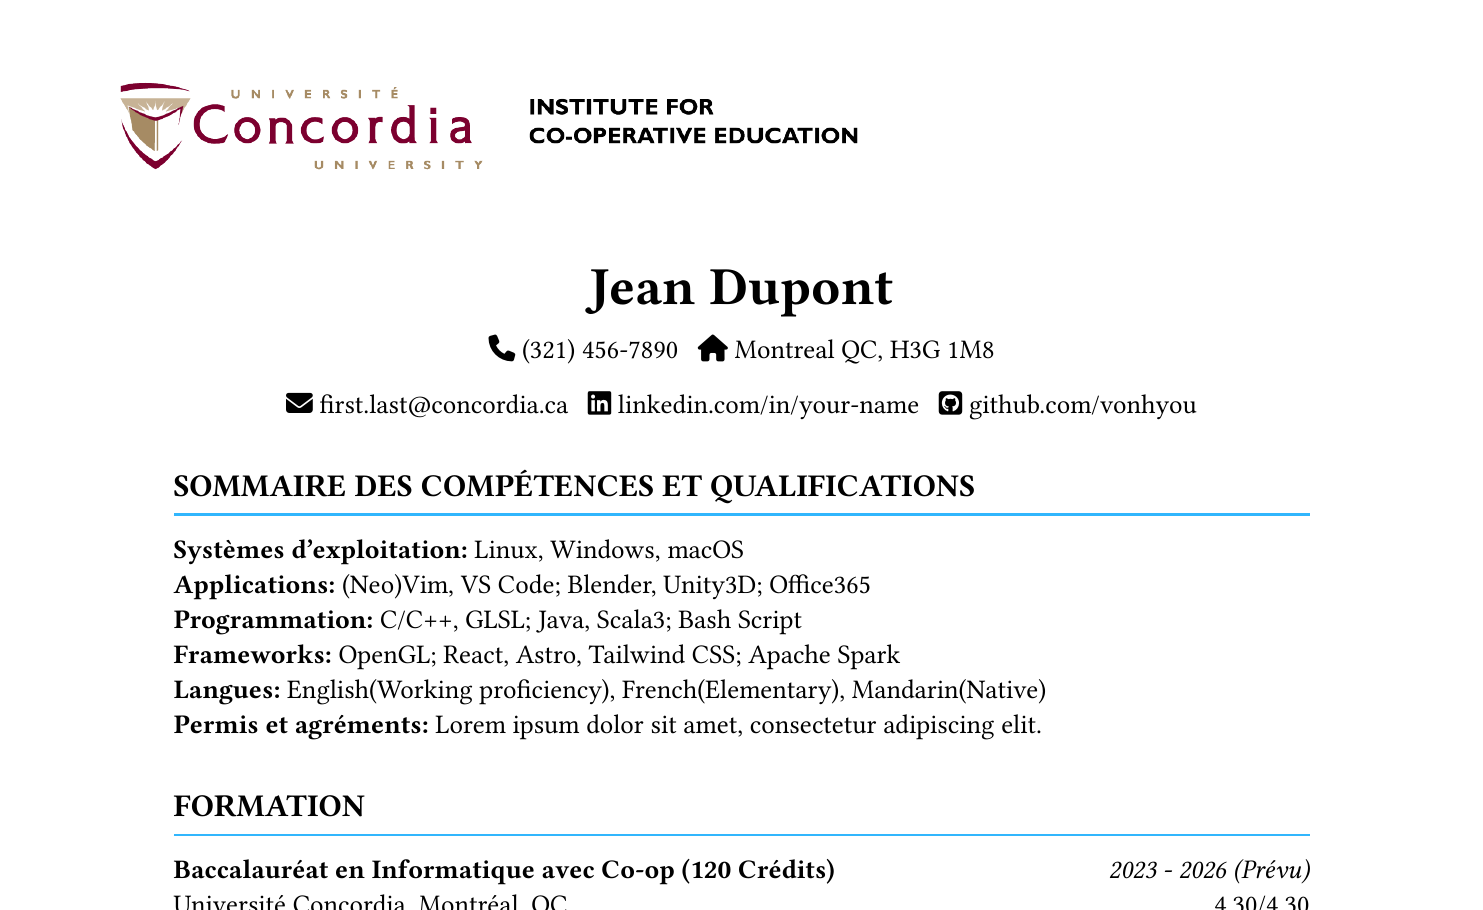 UNIVERSITÉ
Concordia
UNIVERSITY
INSTITUTE FOR
CO-OPERATIVE EDUCATION
Jean Dupont
(321) 456-7890 Montreal QC, H3G 1M8
first.last@concordia.ca linkedin.com/in/your-name github.com/vonhyou
SOMMAIRE DES COMPÉTENCES ET QUALIFICATIONS
Systèmes d’exploitation: Linux, Windows, macOS
Applications: (Neo)Vim, VS Code; Blender, Unity3D; Office365
Programmation: C/C++, GLSL; Java, Scala3; Bash Script
Frameworks: OpenGL; React, Astro, Tailwind CSS; Apache Spark
Langues: English(Working proficiency), French(Elementary), Mandarin(Native)
Permis et agréments: Lorem ipsum dolor sit amet, consectetur adipiscing elit.
FORMATION
Baccalauréat en Informatique avec Co-op (120 Crédits) 2023 - 2026 (Prévu)
Université Concordia, Montréal, QC 4.30/4.30